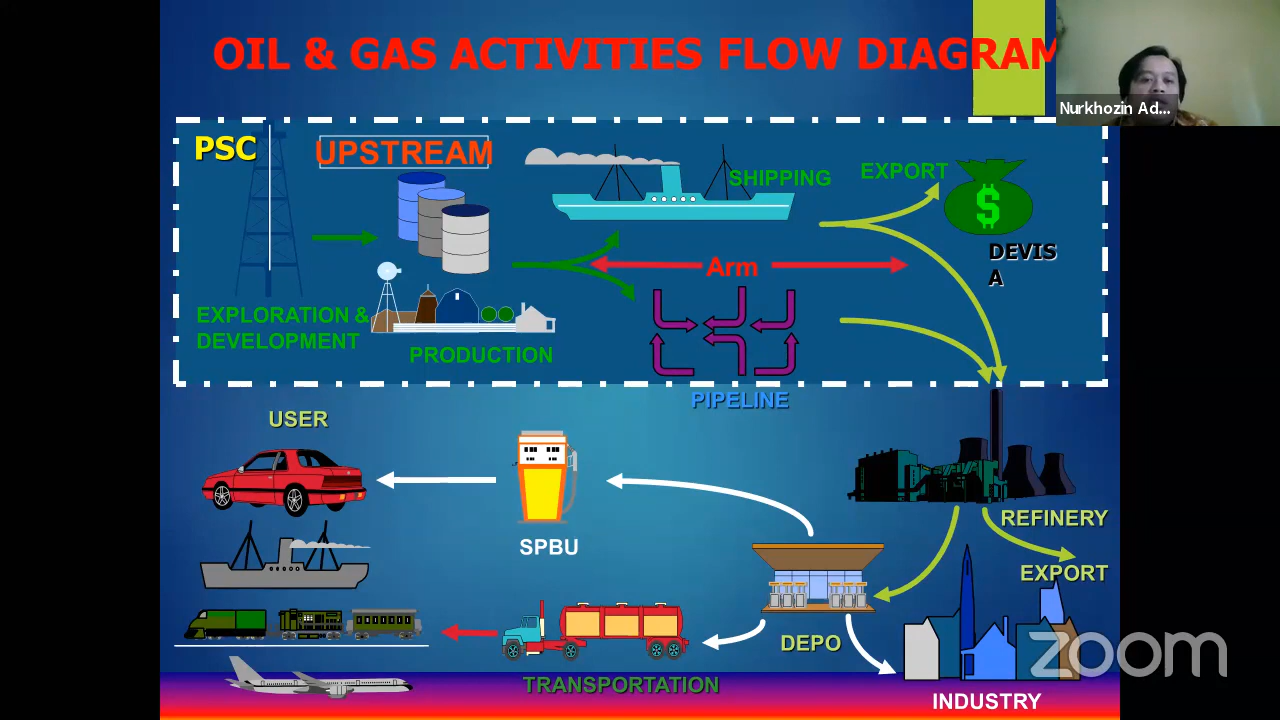 OIL & GAS ACTIVITIES FLOW DIAGRAM
Nurkhozin Ad...
PSC
UPSTREAM
SHIPPING
EXPORT
$
DEVIS
A
Arm
EXPLORATION &
DEVELOPMENT
PRODUCTION
PIPELINE
USER
SPBU
REFINERY
EXPORT
DEPO
TRANSPORTATION
INDUSTRY
zoom